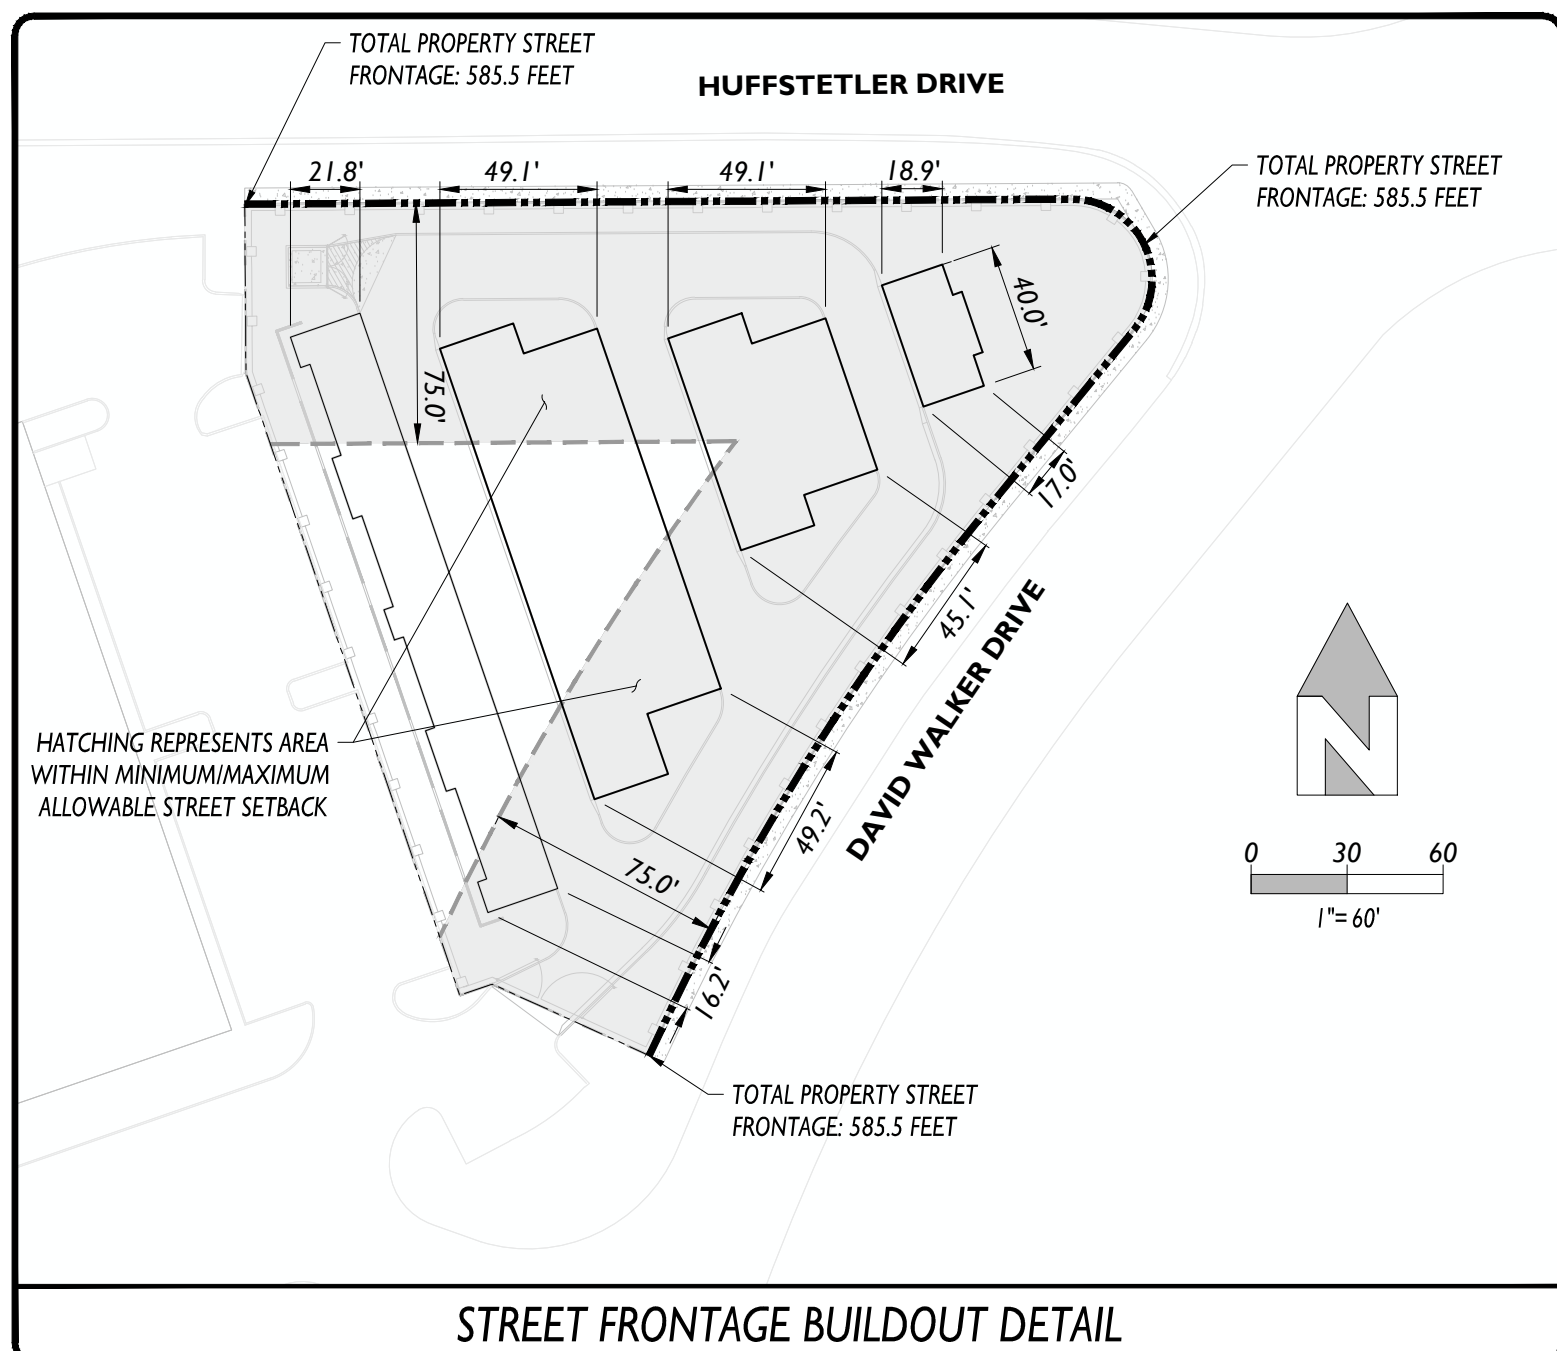 TOTAL PROPERTY STREET
FRONTAGE: 585.5 FEET
HUFFSTETLER DRIVE
TOTAL PROPERTY STREET
FRONTAGE: 585.5 FEET
21.8'
49.1'
49.1'
18.9'
40.0'
75.0'
17.0'
45.1'
DAVID WALKER DRIVE
HATCHING REPRESENTS AREA
WITHIN MINIMUM/MAXIMUM
ALLOWABLE STREET SETBACK
49.2'
75.0'
16.2'
N
0 30 60
1"= 60'
TOTAL PROPERTY STREET
FRONTAGE: 585.5 FEET
STREET FRONTAGE BUILDOUT DETAIL